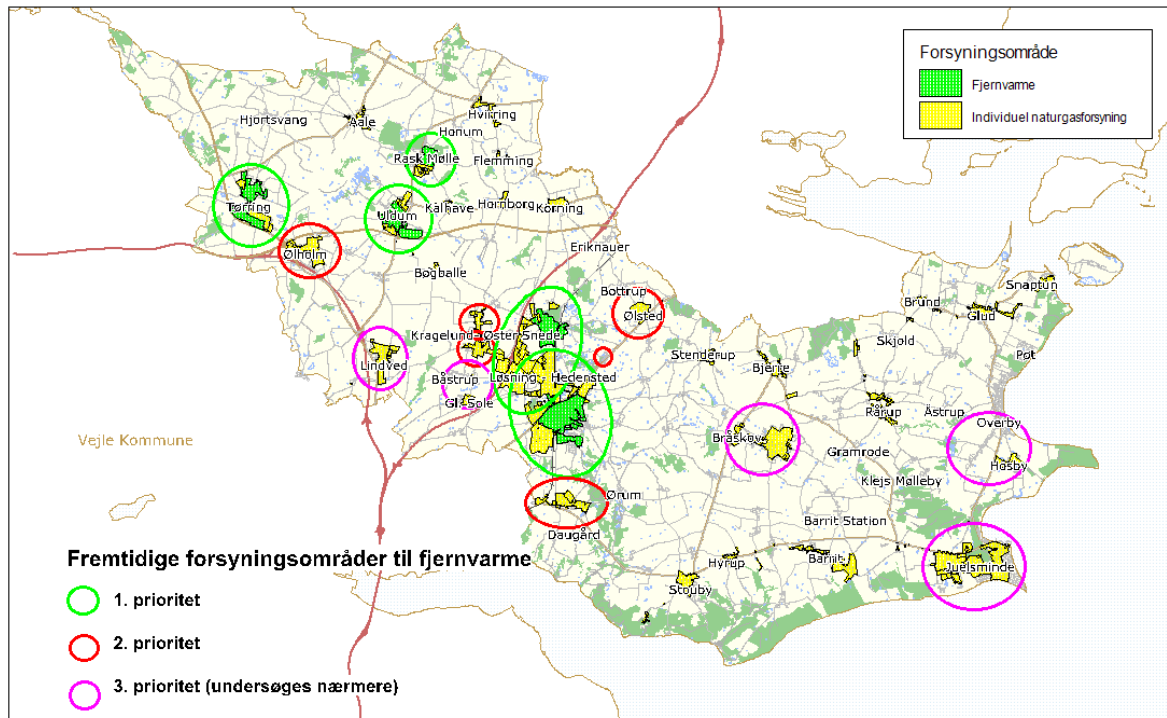 Forsyningsområde
Fjernvarme
Individuel naturgasforsyning
Hjortsvang
Aale
Hvirring
Honum
Rask Mølle
Flemming
Tørring
Uldum
Kalhave
Hornborg
Korning
Ølholm
Eriknauer
Bøgballe
Bottrup
Ølsted
Brund
Snaptun
Glud
Kragelund
Øster Snede
Stenderup
Skjold
Pøt
Lindved
Båstrup
Løsning
Hedensted
Bjerre
Gl. Sole
Rårup
Åstrup
Overby
Vejle Kommune
Bråskov
Gramrode
Hosby
Klejs Mølleby
Ørum
Daugård
Barrit Station
Hyrup
Barrit
Juelsminde
Stouby
Fremtidige forsyningsområder til fjernvarme
1. prioritet
2. prioritet
3. prioritet (undersøges nærmere)